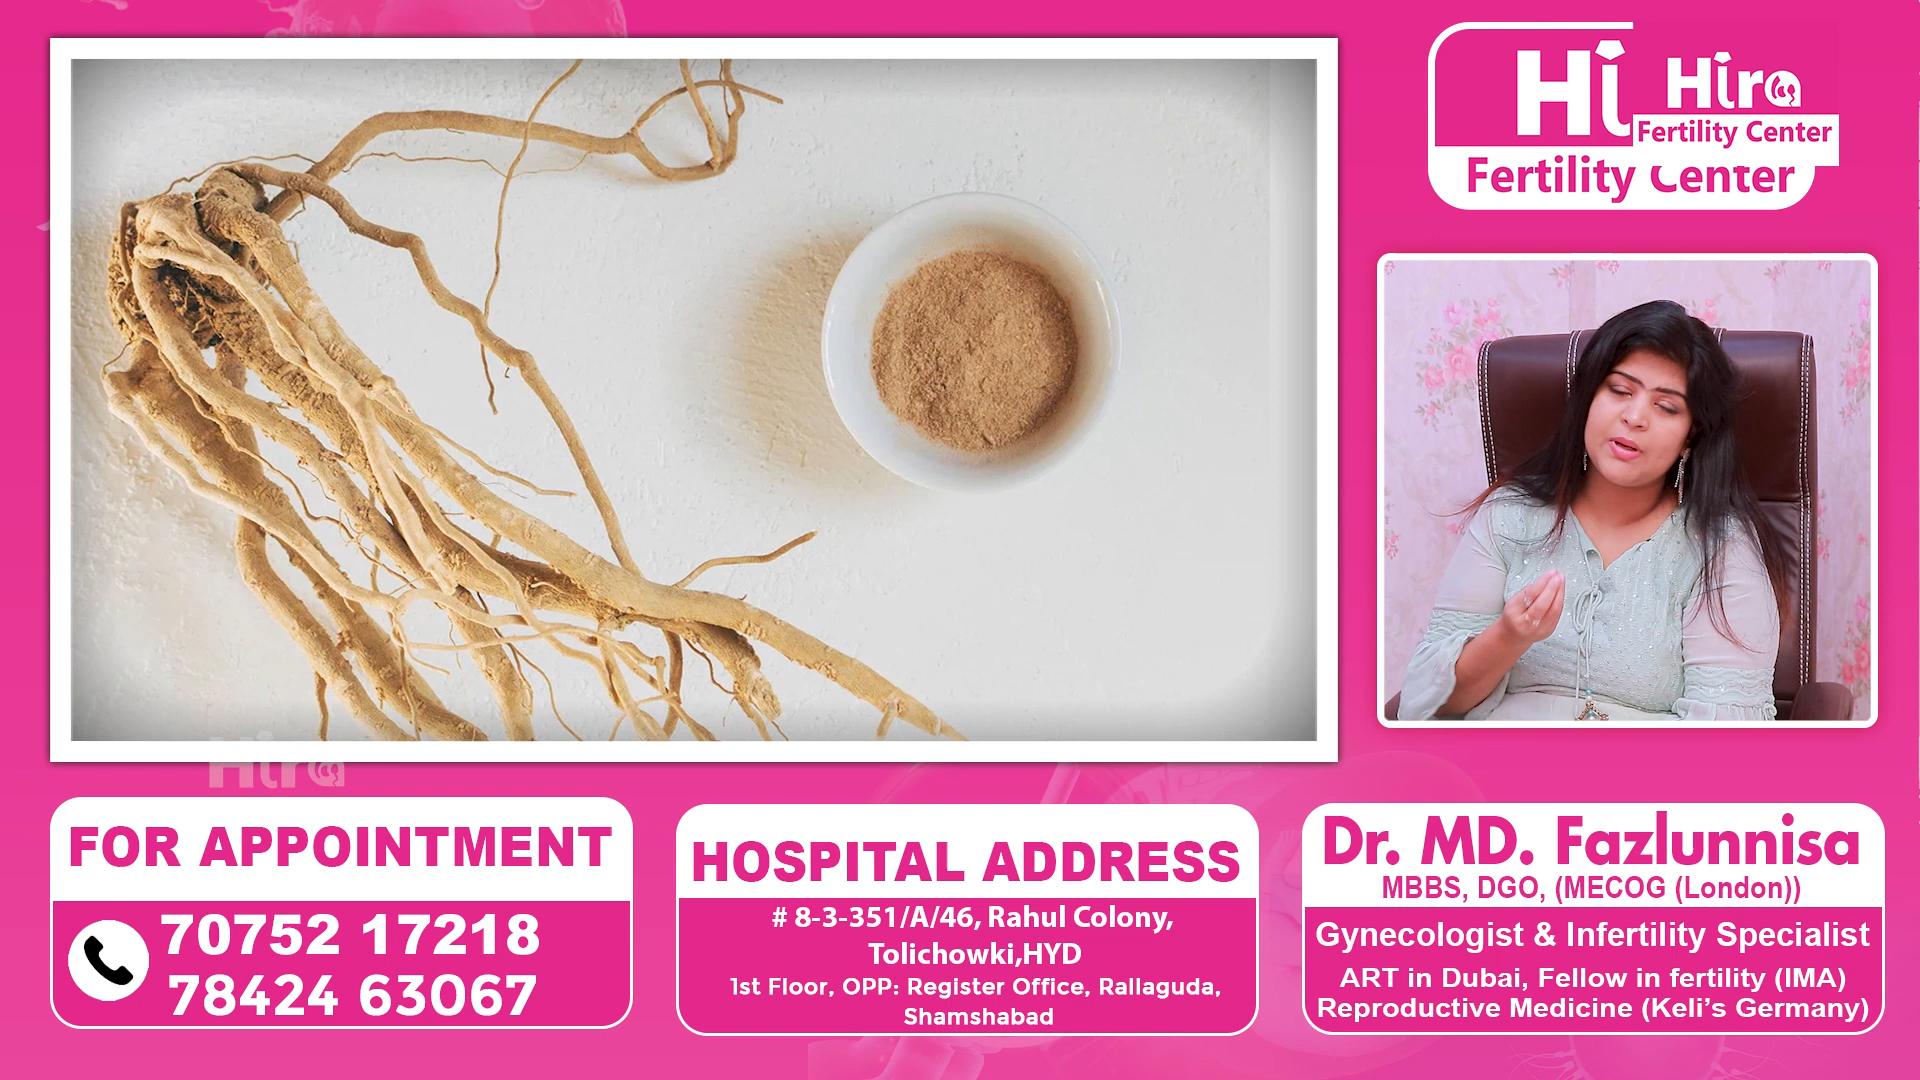 Hi
Hira
Fertility Center
Fertility Center
Hira
FOR APPOINTMENT
70752 17218
78424 63067
HOSPITAL ADDRESS
# 8-3-351/A/46, Rahul Colony,
Tolichowki,HYD
1st Floor, OPP: Register Office, Rallaguda,
Shamshabad
Dr. MD. Fazlunnisa
MBBS, DGO, (MECOG (London))
Gynecologist & Infertility Specialist
ART in Dubai, Fellow in fertility (IMA)
Reproductive Medicine (Keli's Germany)